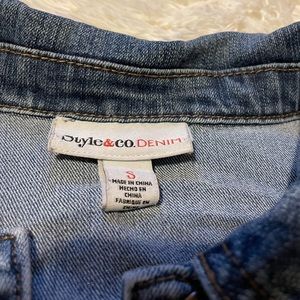 Style&co.DENIM
S
MADE IN CHINA
HECHO EN
CHINA
FABRIQUE EN